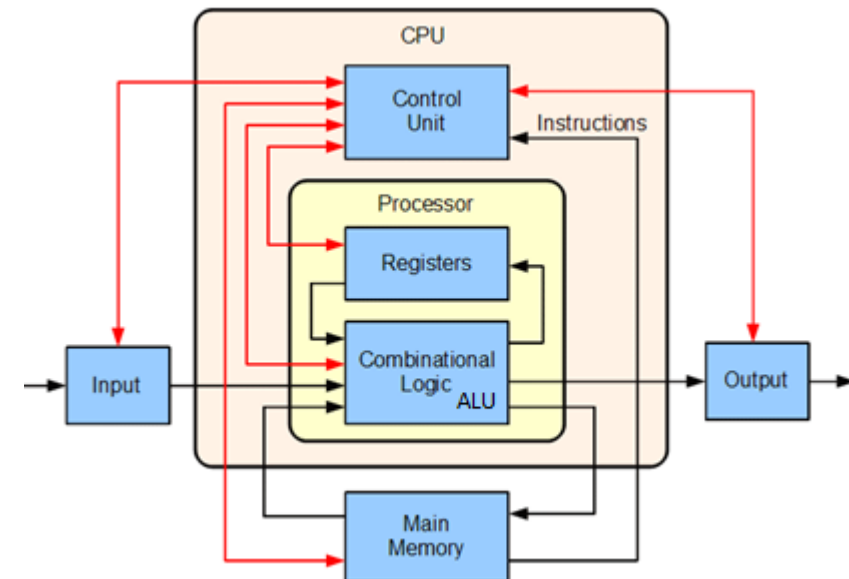 CPU
Control
Unit
Instructions
Processor
Registers
Combinational
Logic
ALU
Input
Output
Main
Memory